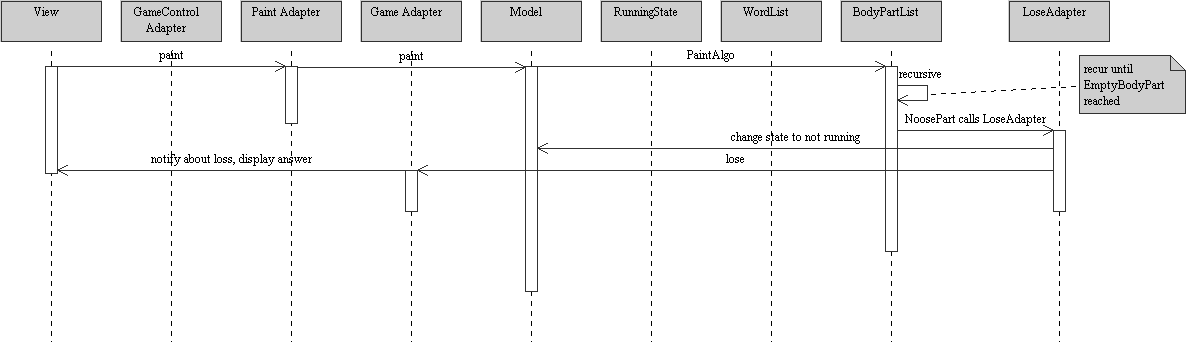 View
GameControl
Adapter
Paint Adapter
Game Adapter
Model
RunningState
WordList
BodyPartList
LoseAdapter
paint
paint
PaintAlgo
recursive
recur until
EmptyBodyPart
reached
NoosePart calls LoseAdapter
change state to not running
notify about loss, display answer
lose